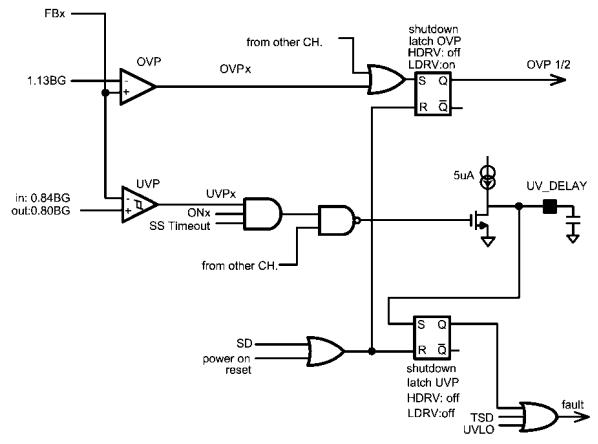 FBx
shutdown
latch OVP
HDRV: off
LDRV:on
from other CH.
OVP
OVPx
OVP 1/2
1.13BG
-
+
S Q
R Q
5uA
UV_DELAY
in: 0.84BG
out:0.80BG
UVP
UVPx
-
+
ONx
SS Timeout
from other CH.
S Q
R Q
SD
power on
reset
shutdown
latch UVP
HDRV: off
LDRV:off
fault
TSD
UVLO